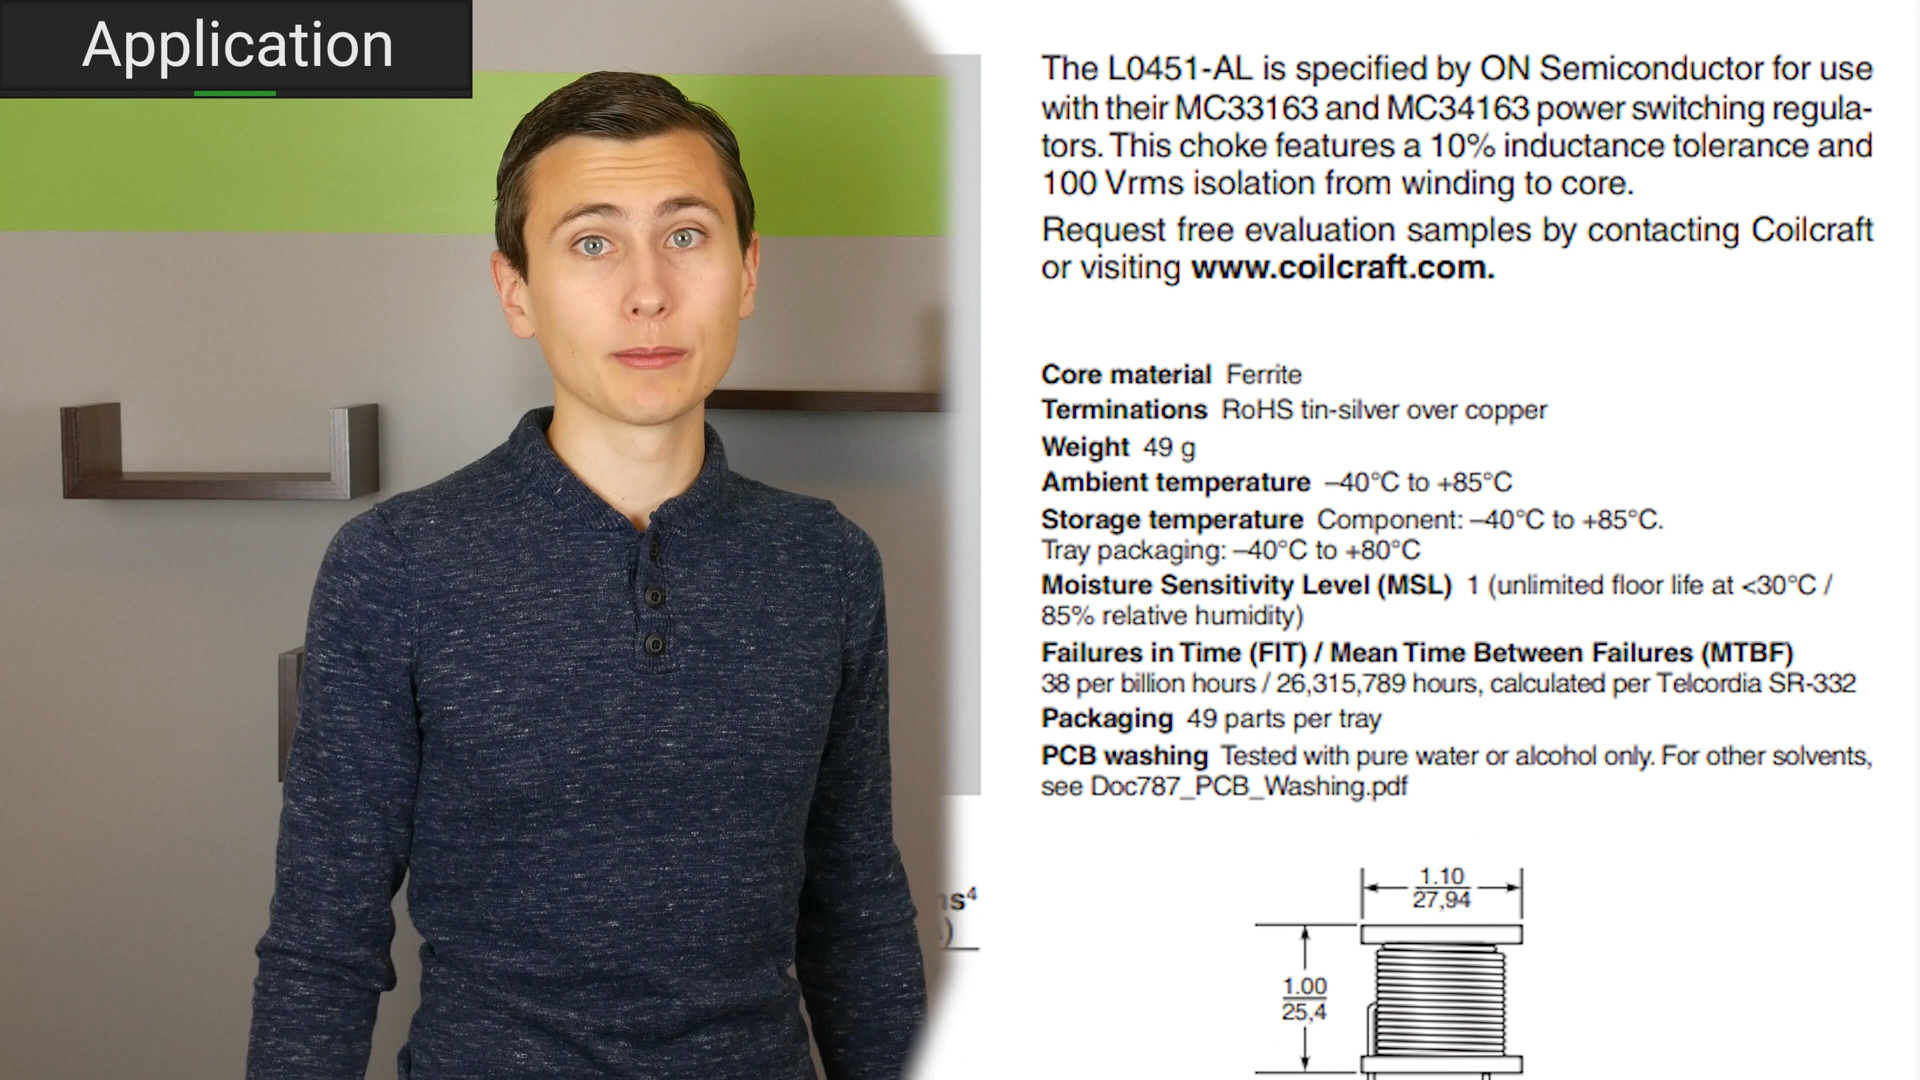 Application
The L0451-AL is specified by ON Semiconductor for use
with their MC33163 and MC34163 power switching regula-
tors. This choke features a 10% inductance tolerance and
100 Vrms isolation from winding to core.
Request free evaluation samples by contacting Coilcraft
or visiting www.coilcraft.com.
Core material Ferrite
Terminations RoHS tin-silver over copper
Weight 49 g
Ambient temperature –40°C to +85°C
Storage temperature Component: –40°C to +85°C.
Tray packaging: –40°C to +80°C
Moisture Sensitivity Level (MSL) 1 (unlimited floor life at <30°C /
85% relative humidity)
Failures in Time (FIT) / Mean Time Between Failures (MTBF)
38 per billion hours / 26,315,789 hours, calculated per Telcordia SR-332
Packaging 49 parts per tray
PCB washing Tested with pure water or alcohol only. For other solvents,
see Doc787_PCB_Washing.pdf
1.10
27,94
1.00
25,4